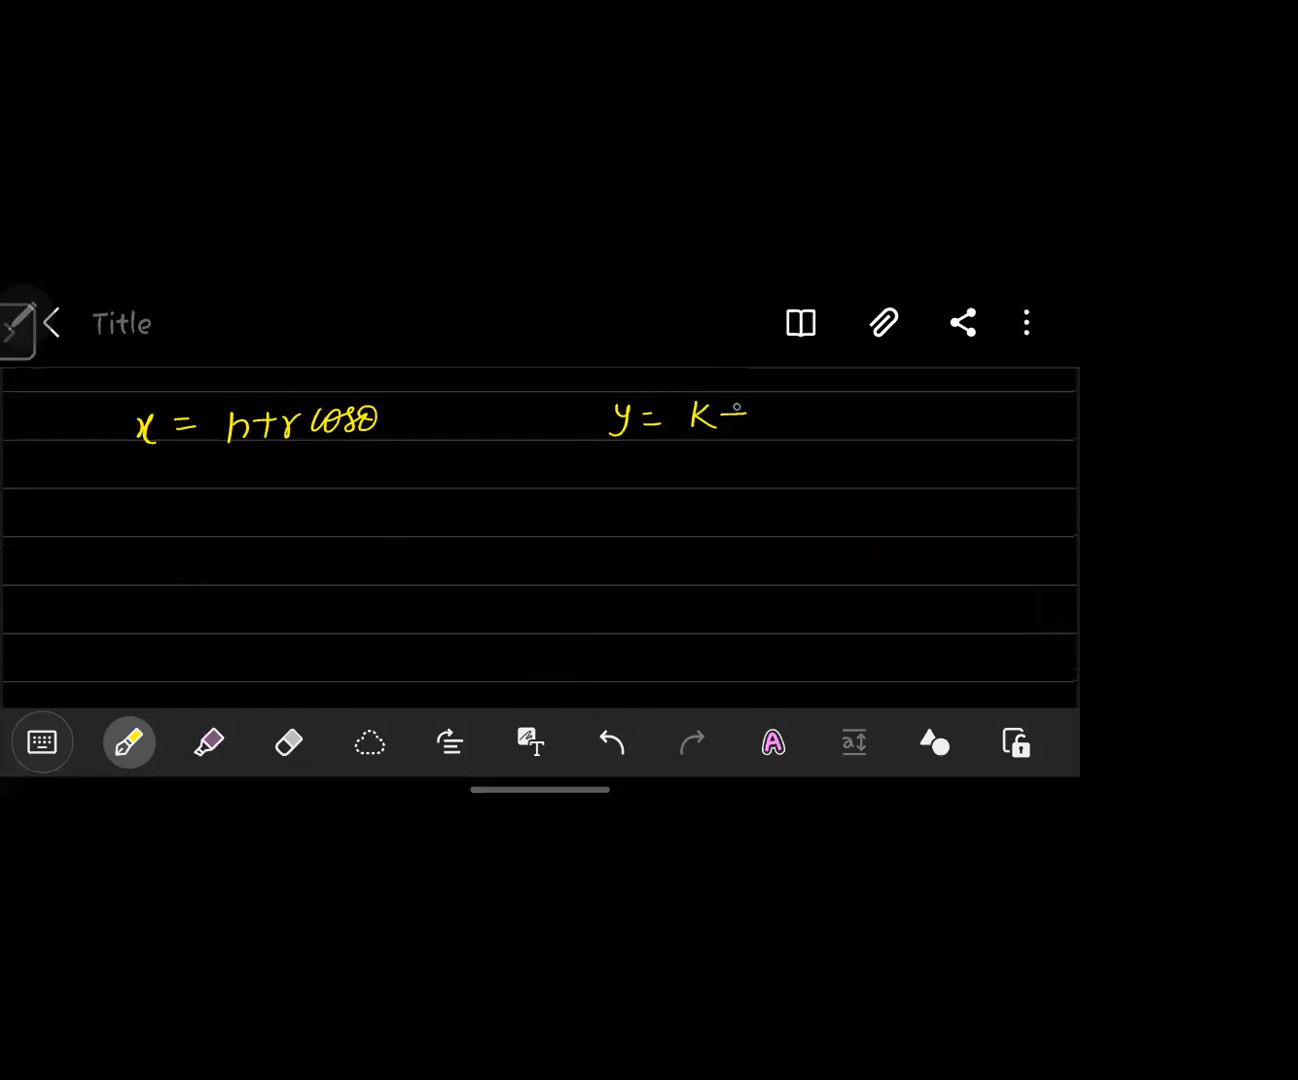 Title
x = h+r cosθ y = K-